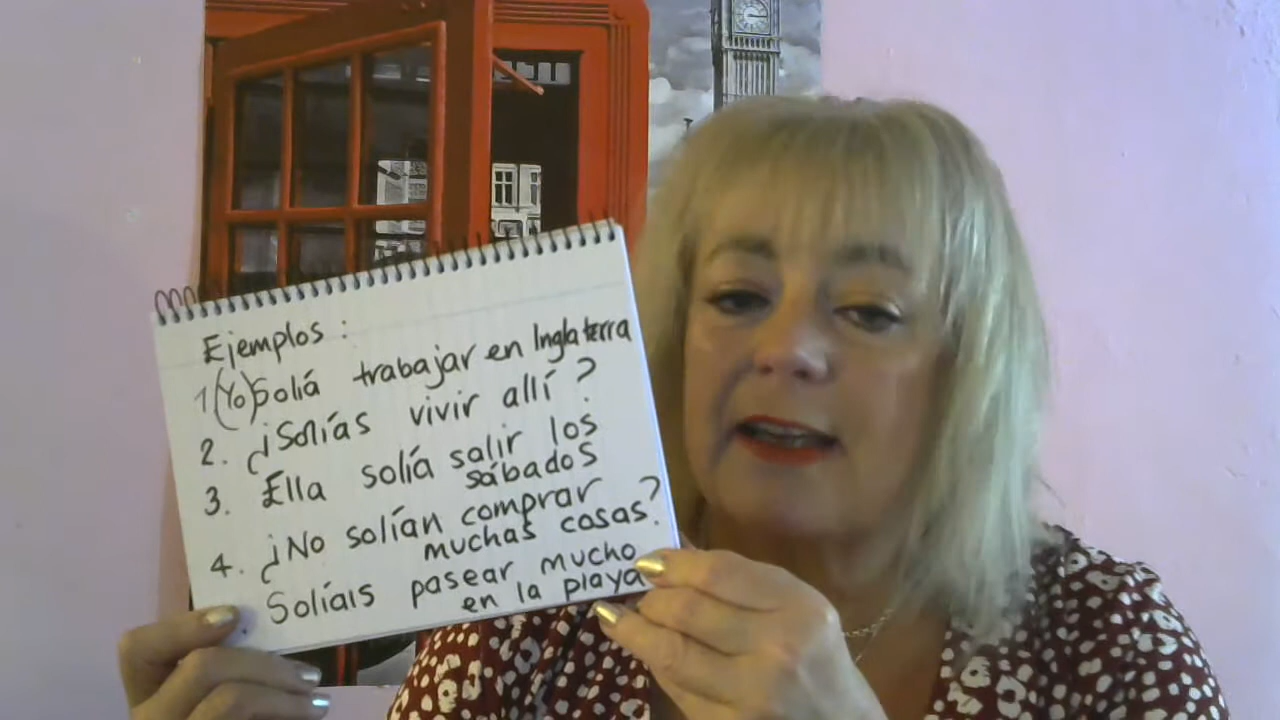 Ejemplos :
1 (Yo) Soliá trabajar en Inglaterra
2. ¿Solías vivir allí ?
3. Ella solía salir los
sábados
4. ¿No solían comprar
muchas cosas?
Solíais pasear mucho
en la playa